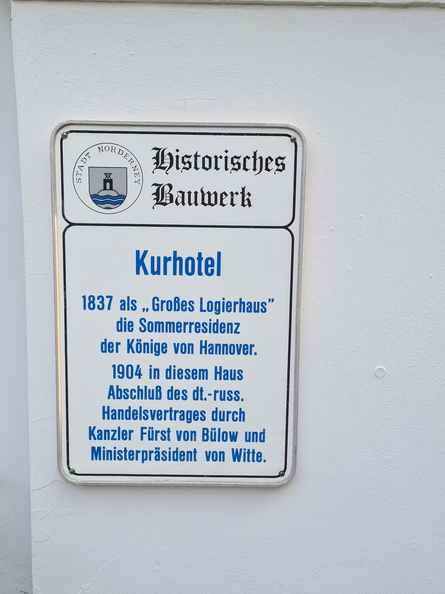 STADT NORDERNEY
Historisches
Bauwerk
Kurhotel
1837 als „Großes Logierhaus”
die Sommerresidenz
der Könige von Hannover.
1904 in diesem Haus
Abschluß des dt.-russ.
Handelsvertrages durch
Kanzler Fürst von Bülow und
Ministerpräsident von Witte.